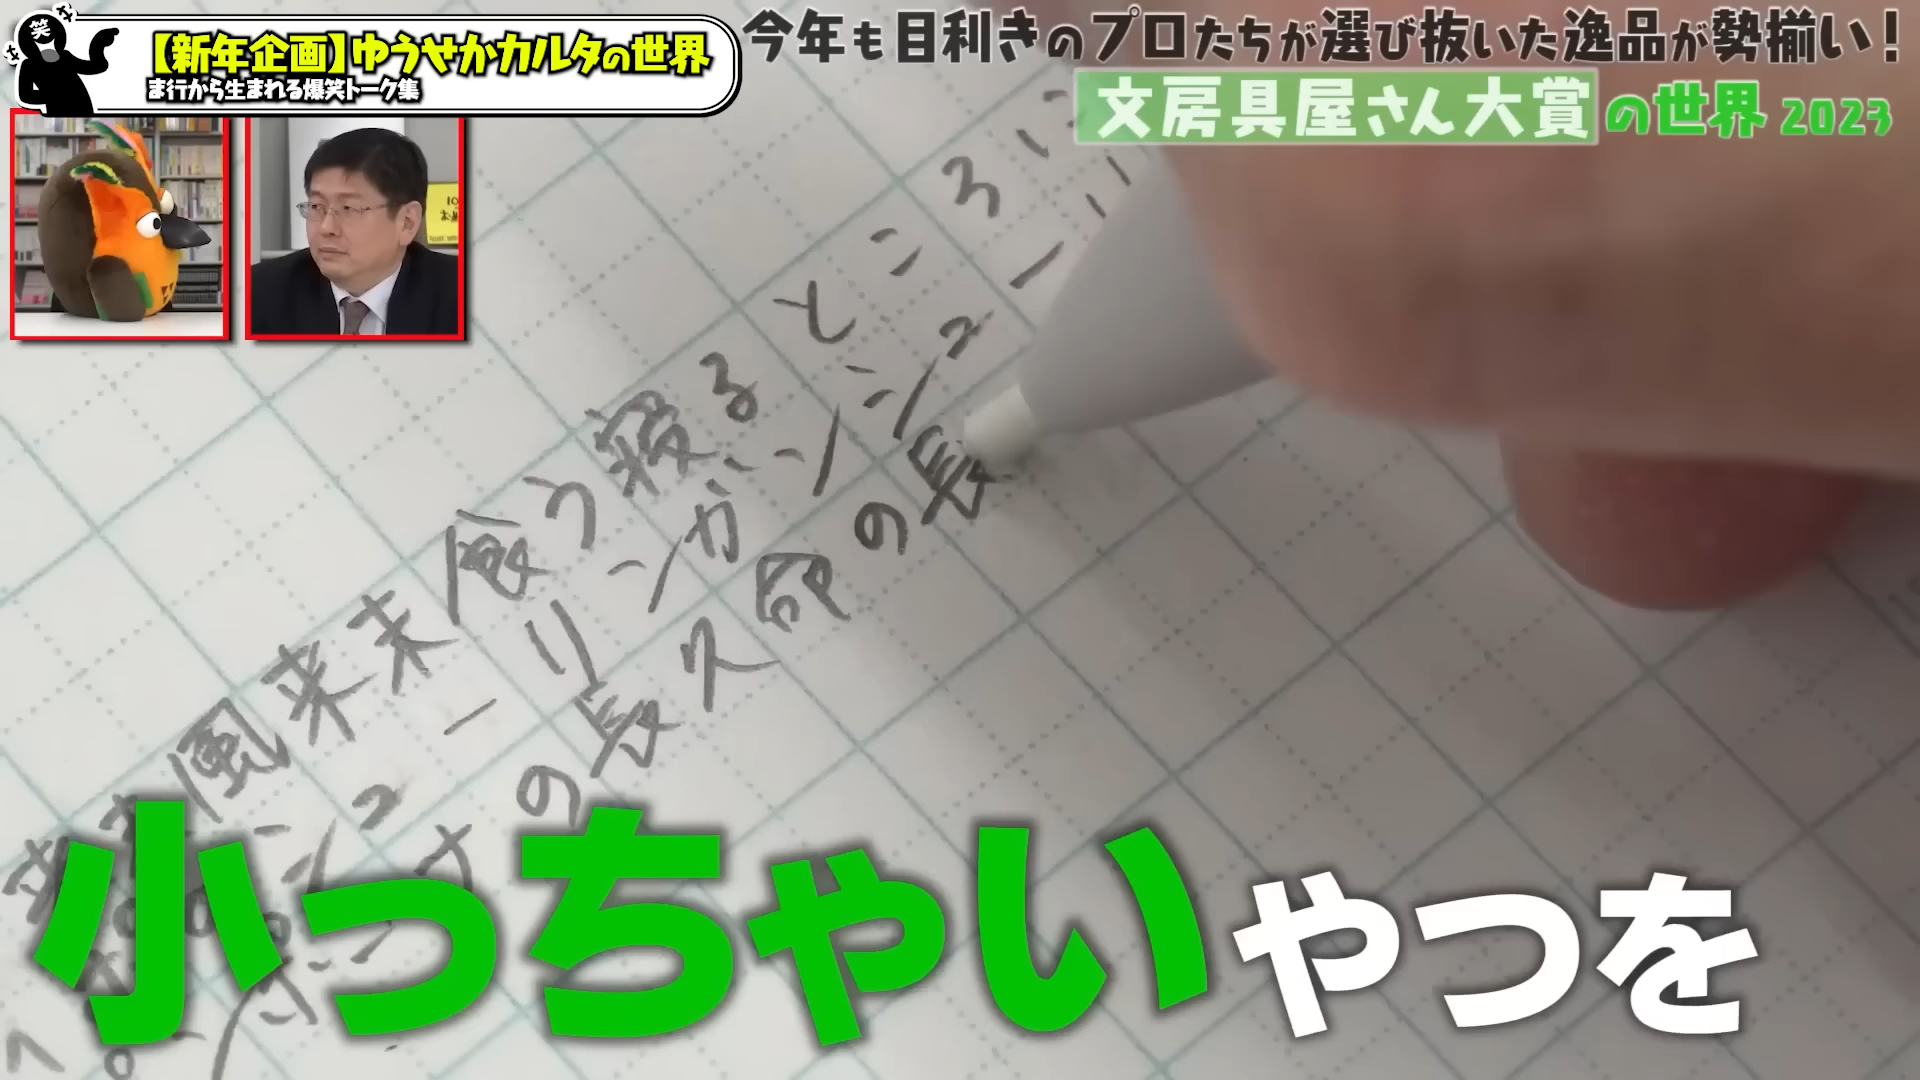 笑
【新年企画】ゆうせかカルタの世界
ま行から生まれる爆笑トーク集
今年も目利きのプロたちが選び抜いた逸品が勢揃い!
文房具屋さん大賞の世界 2023
風来末 食う寝るところに
ーリンガンシュー
の長久命の長
小っちゃいやつを